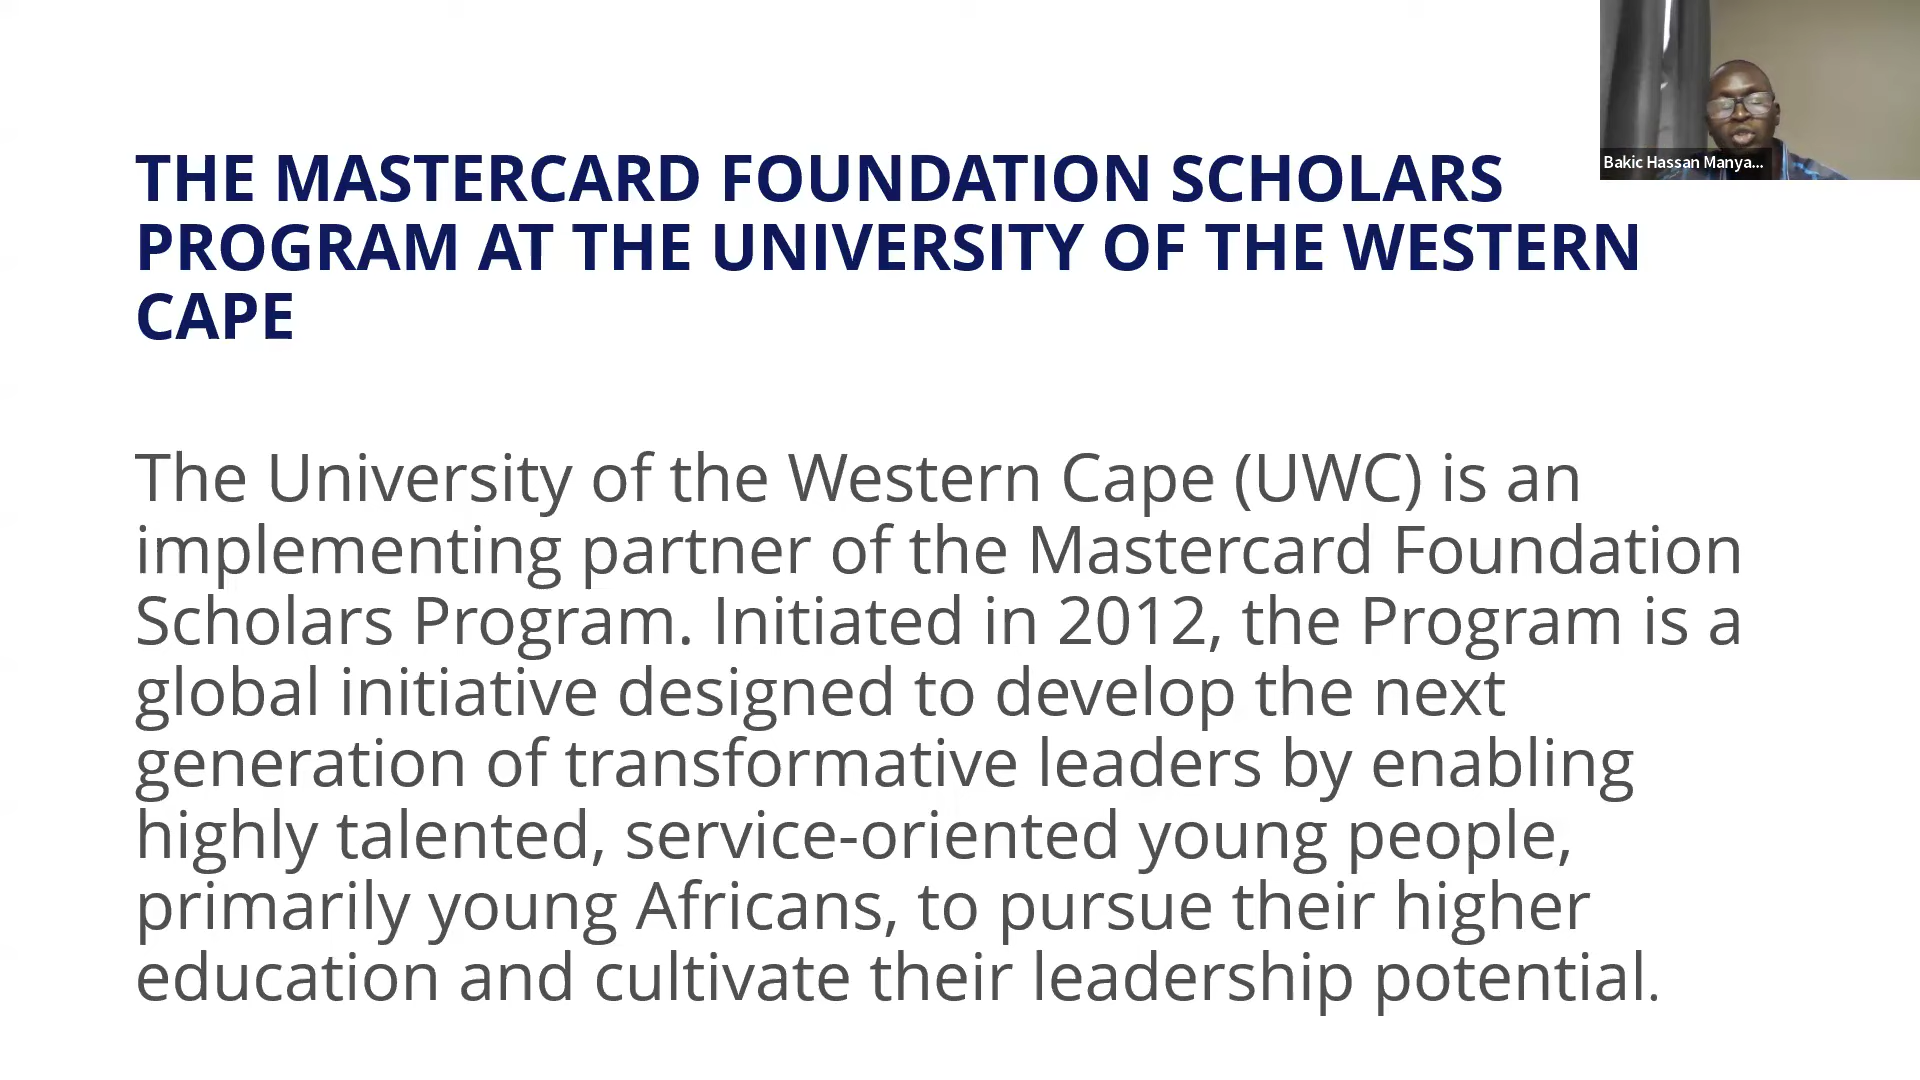 THE MASTERCARD FOUNDATION SCHOLARS
PROGRAM AT THE UNIVERSITY OF THE WESTERN
CAPE
Bakic Hassan Manya...
The University of the Western Cape (UWC) is an
implementing partner of the Mastercard Foundation
Scholars Program. Initiated in 2012, the Program is a
global initiative designed to develop the next
generation of transformative leaders by enabling
highly talented, service-oriented young people,
primarily young Africans, to pursue their higher
education and cultivate their leadership potential.